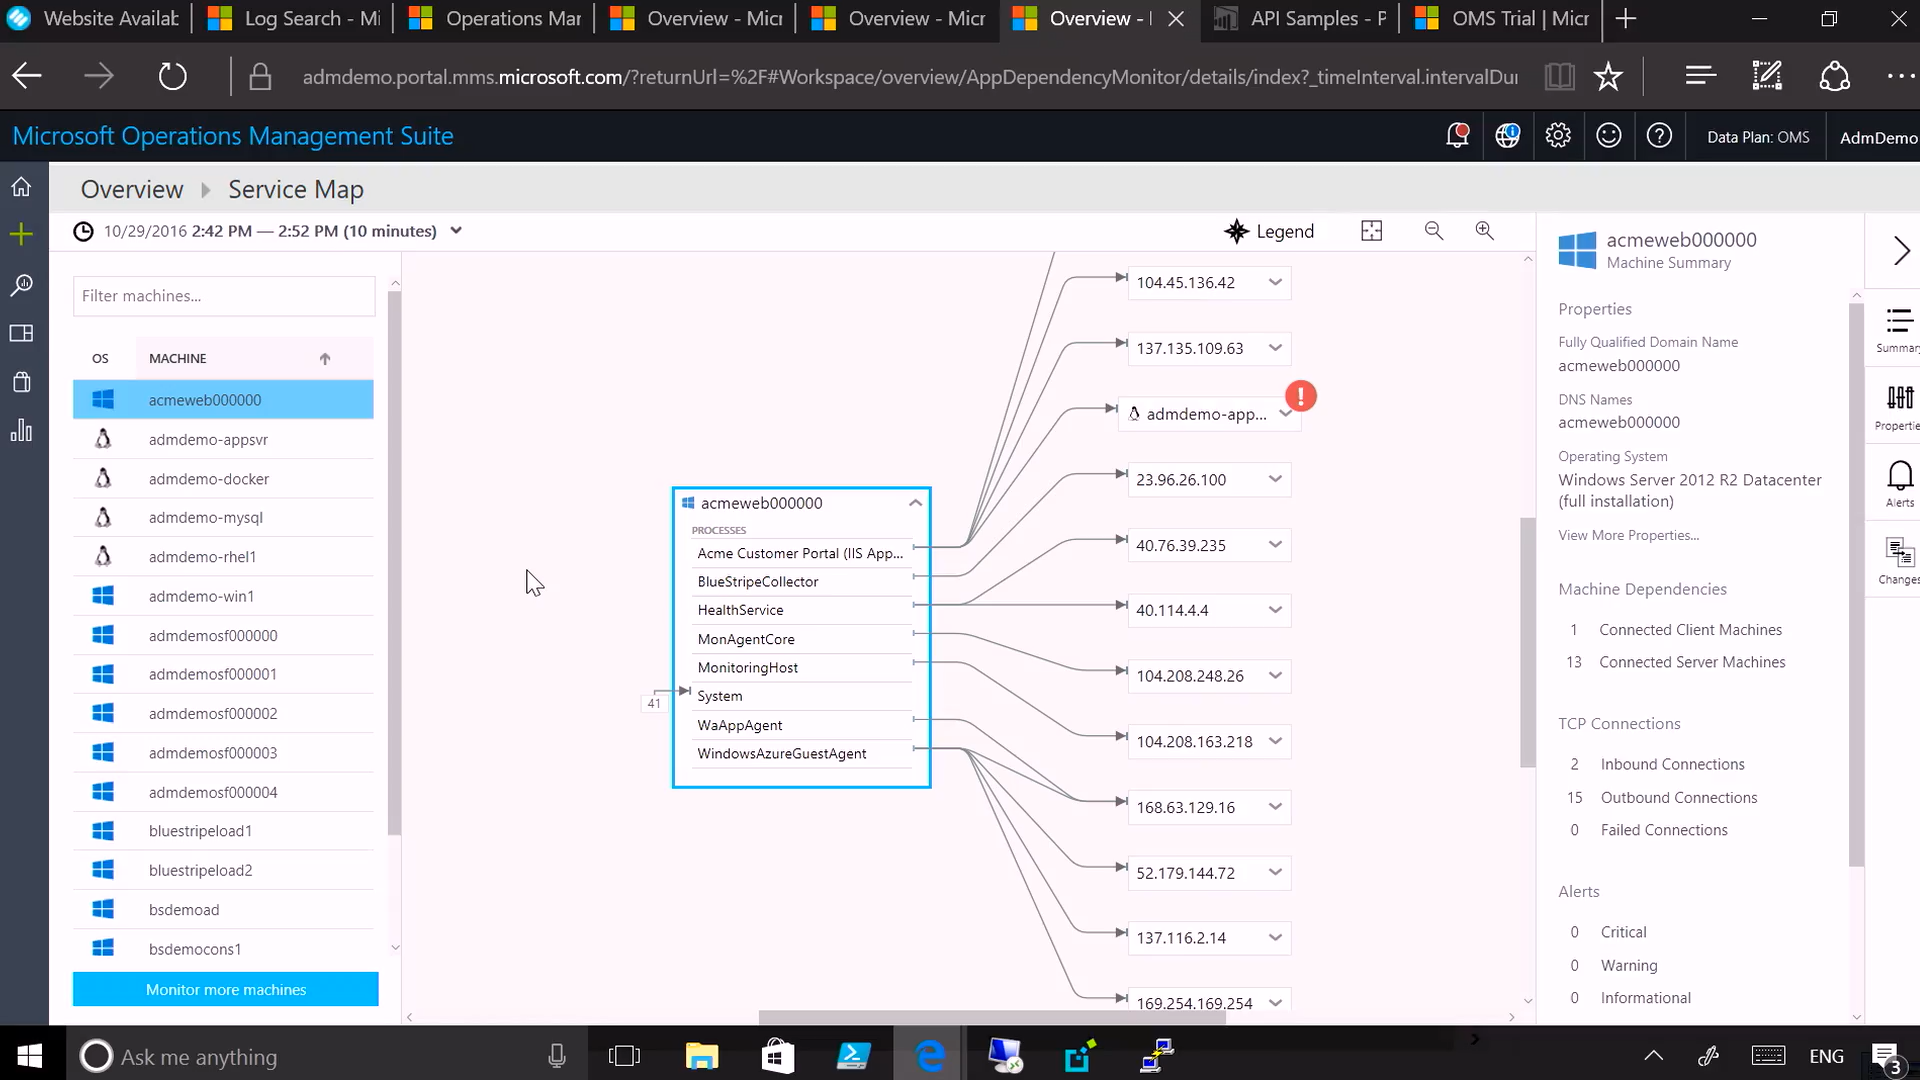 Website Availab
Log Search - Mi
Operations Mar
Overview - Micr
Overview - Micr
Overview - I
API Samples - P
OMS Trial | Micr
admdemo.portal.mms.microsoft.com/?returnUrl=%2F#Workspace/overview/AppDependencyMonitor/details/index?_timeInterval.intervalDur
Microsoft Operations Management Suite
Data Plan: OMS
AdmDemo
Overview
Service Map
10/29/2016 2:42 PM — 2:52 PM (10 minutes)
Legend
Filter machines...
OS
MACHINE
acmeweb000000
admdemo-appsvr
admdemo-docker
admdemo-mysql
admdemo-rhel1
admdemo-win1
admdemosf000000
admdemosf000001
admdemosf000002
admdemosf000003
admdemosf000004
bluestripeload1
bluestripeload2
bsdemoad
bsdemocons1
Monitor more machines
acmeweb000000
PROCESSES
Acme Customer Portal (IIS App...
BlueStripeCollector
HealthService
MonAgentCore
MonitoringHost
System
WaAppAgent
WindowsAzureGuestAgent
41
104.45.136.42
137.135.109.63
admdemo-app...
!
23.96.26.100
40.76.39.235
40.114.4.4
104.208.248.26
104.208.163.218
168.63.129.16
52.179.144.72
137.116.2.14
169.254.169.254
acmeweb000000
Machine Summary
Properties
Fully Qualified Domain Name
acmeweb000000
DNS Names
acmeweb000000
Operating System
Windows Server 2012 R2 Datacenter
(full installation)
View More Properties...
Machine Dependencies
1 Connected Client Machines
13 Connected Server Machines
TCP Connections
2 Inbound Connections
15 Outbound Connections
0 Failed Connections
Alerts
0 Critical
0 Warning
0 Informational
Summary
Propertie
Alerts
Changes
Ask me anything
ENG
3